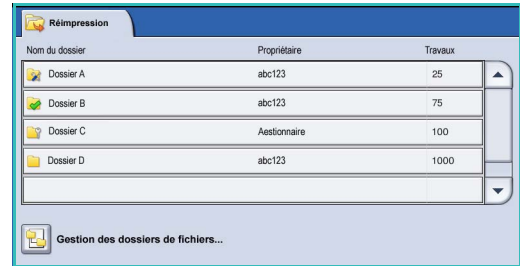 Réimpression
Nom du dossier Propriétaire Travaux
Dossier A abc123 25
Dossier B abc123 75
Dossier C Aestionnaire 100
Dossier D abc123 1000
Gestion des dossiers de fichiers...